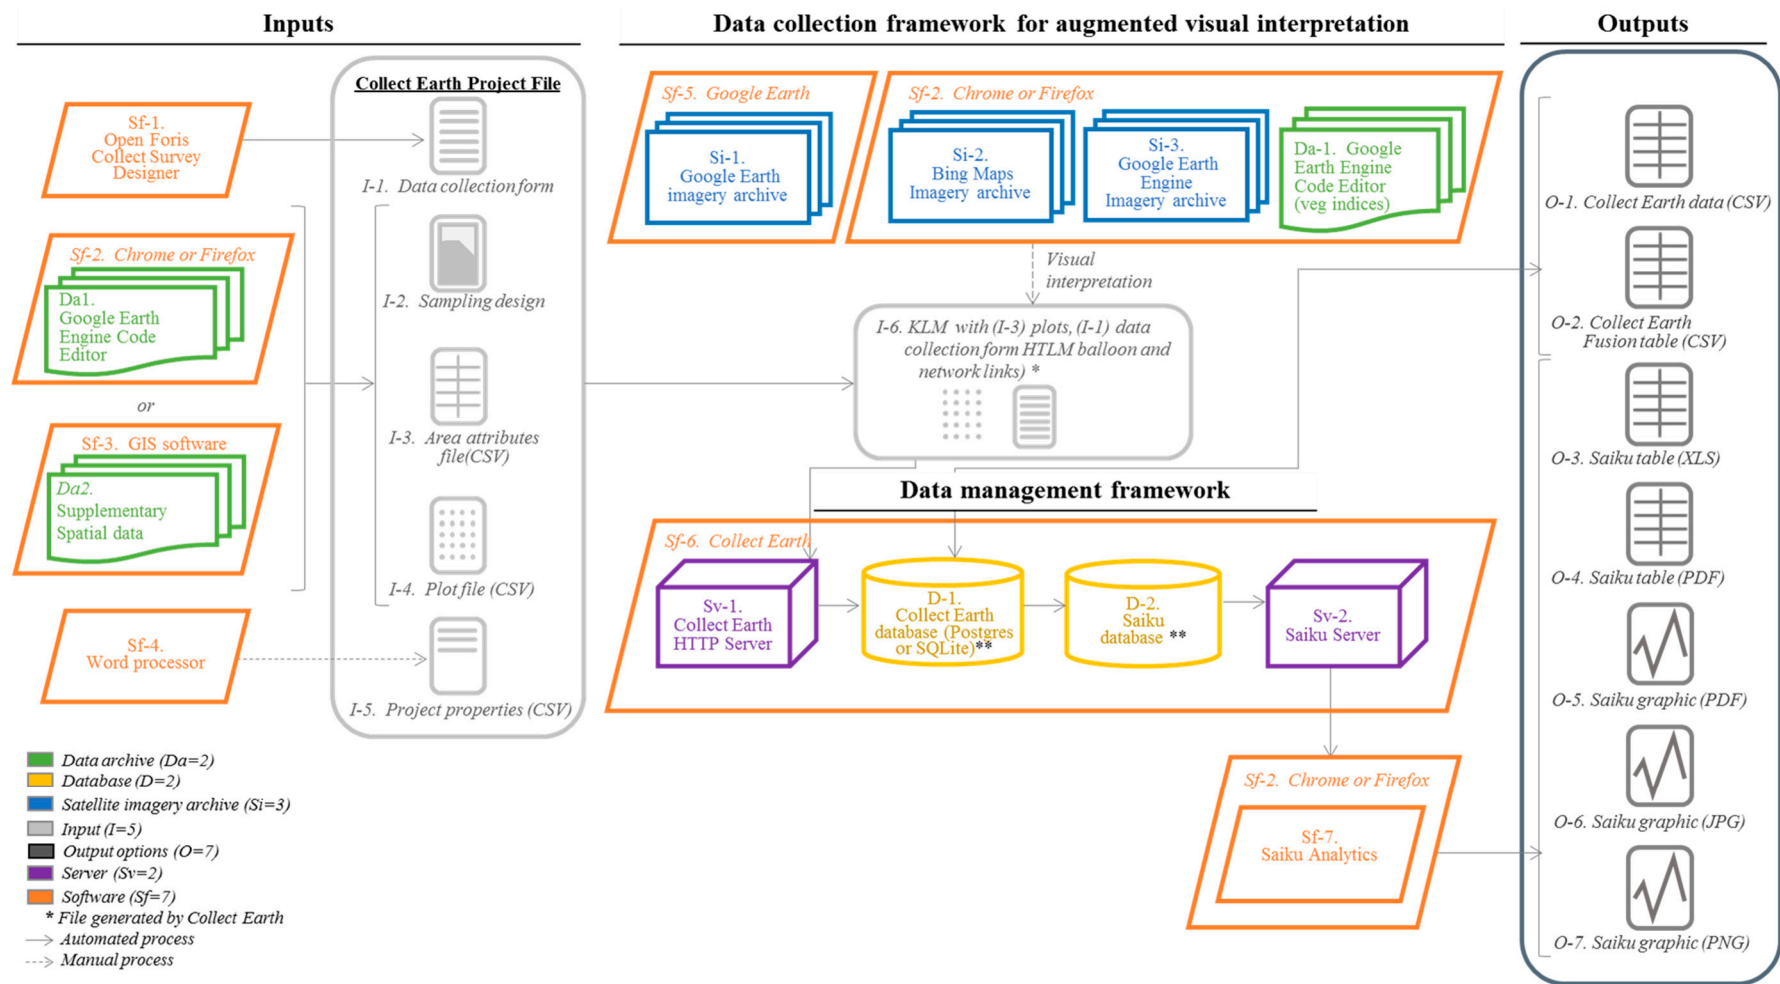 Inputs
Data collection framework for augmented visual interpretation
Outputs
Collect Earth Project File
Sf-1.
Open Foris
Collect Survey
Designer
I-1. Data collection form
Sf-2. Chrome or Firefox
Da1.
Google Earth
Engine Code
Editor
or
Sf-3. GIS software
Da2.
Supplementary
Spatial data
Sf-4.
Word processor
I-2. Sampling design
I-3. Area attributes
file(CSV)
I-4. Plot file (CSV)
I-5. Project properties (CSV)
Sf-5. Google Earth
Si-1.
Google Earth
imagery archive
Sf-2. Chrome or Firefox
Si-2.
Bing Maps
Imagery archive
Si-3.
Google Earth
Engine
Imagery archive
Da-1. Google
Earth Engine
Code Editor
(veg indices)
Visual
interpretation
I-6. KLM with (I-3) plots, (I-1) data
collection form HTLM balloon and
network links) *
Data management framework
Sf-6. Collect Earth
Sv-1.
Collect Earth
HTTP Server
D-1.
Collect Earth
database (Postgres
or SQLite)**
D-2.
Saiku
database **
Sv-2.
Saiku Server
Sf-2. Chrome or Firefox
Sf-7.
Saiku Analytics
O-1. Collect Earth data (CSV)
O-2. Collect Earth
Fusion table (CSV)
O-3. Saiku table (XLS)
O-4. Saiku table (PDF)
O-5. Saiku graphic (PDF)
O-6. Saiku graphic (JPG)
O-7. Saiku graphic (PNG)
Data archive (Da=2)
Database (D=2)
Satellite imagery archive (Si=3)
Input (I=5)
Output options (O=7)
Server (Sv=2)
Software (Sf=7)
* File generated by Collect Earth
Automated process
Manual process